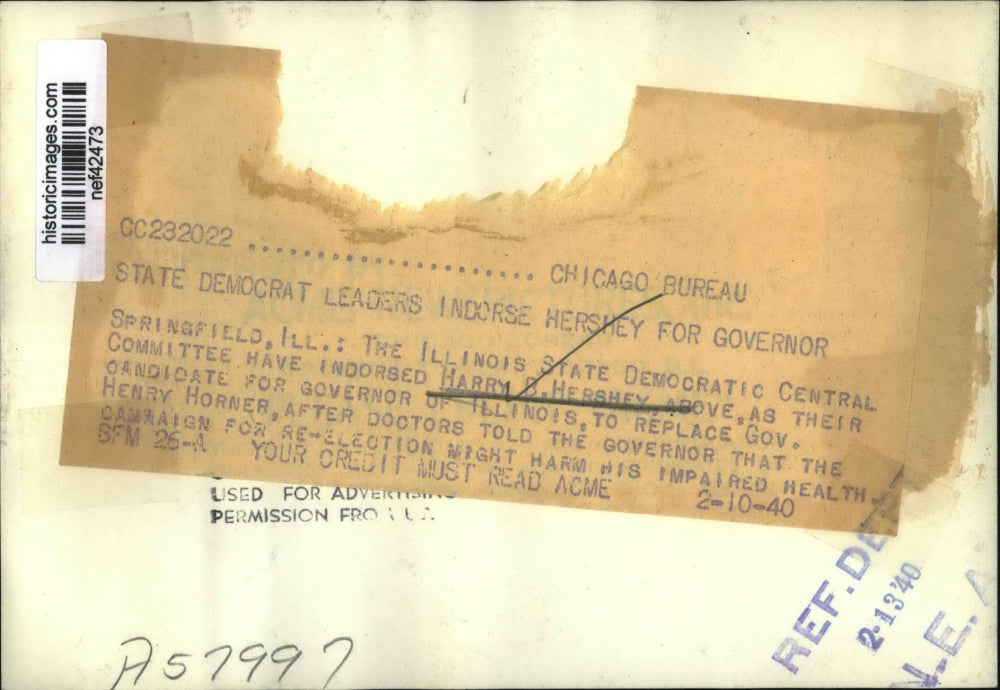 historicimages.com
nef42473
CC232022 ........................ CHICAGO BUREAU
STATE DEMOCRAT LEADERS INDORSE HERSHEY FOR GOVERNOR
SPRINGFIELD, ILL.: THE ILLINOIS STATE DEMOCRATIC CENTRAL
COMMITTEE HAVE INDORSED HARRY D. HERSHEY, ABOVE, AS THEIR
CANDIDATE FOR GOVERNOR OF ILLINOIS, TO REPLACE GOV.
HENRY HORNER, AFTER DOCTORS TOLD THE GOVERNOR THAT THE
CAMPAIGN FOR RE-ELECTION MIGHT HARM HIS IMPAIRED HEALTH.
YOUR CREDIT MUST READ ACME 2-10-40
USED FOR ADVERTISING
PERMISSION
REF. DE
2-13'40
N.E.A
A57997